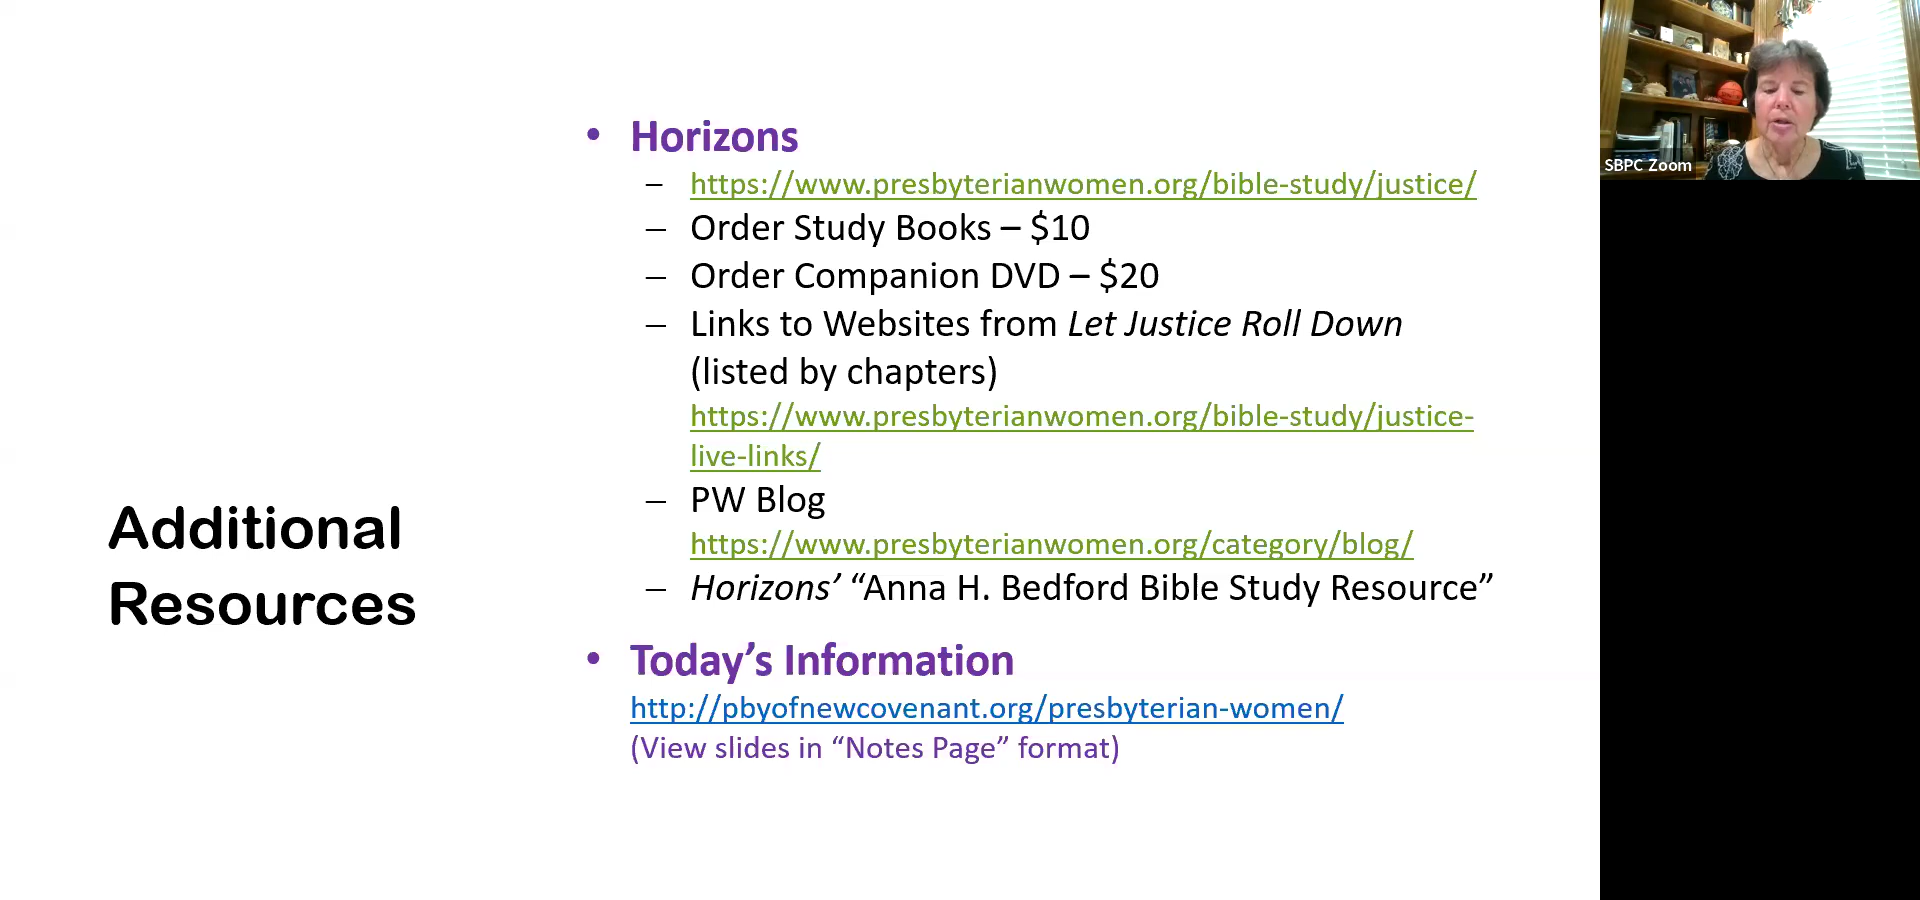 Additional
Resources
• Horizons
– https://www.presbyterianwomen.org/bible-study/justice/
– Order Study Books – $10
– Order Companion DVD – $20
– Links to Websites from Let Justice Roll Down
(listed by chapters)
https://www.presbyterianwomen.org/bible-study/justice-
live-links/
– PW Blog
https://www.presbyterianwomen.org/category/blog/
– Horizons’ “Anna H. Bedford Bible Study Resource”
• Today’s Information
http://pbyofnewcovenant.org/presbyterian-women/
(View slides in “Notes Page” format)
SBPC Zoom